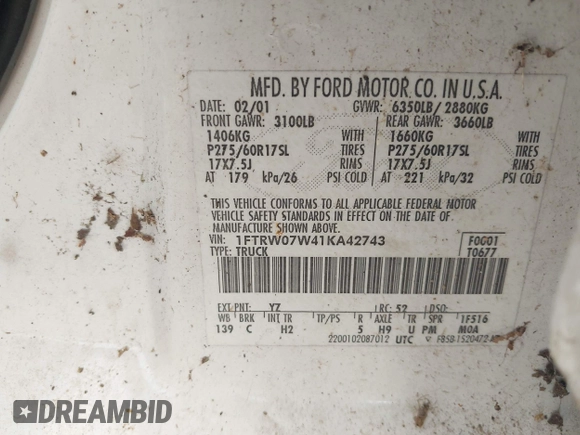 MFD. BY FORD MOTOR CO. IN U.S.A.
DATE: 02/01 GVWR: 6350LB/ 2880KG
FRONT GAWR: 3100LB REAR GAWR: 3660LB
1406KG WITH 1660KG WITH
P275/60R17SL TIRES P275/60R17SL TIRES
17X7.5J RIMS 17X7.5J RIMS
AT 179 kPa/26 PSI COLD AT 221 kPa/32 PSI COLD
THIS VEHICLE CONFORMS TO ALL APPLICABLE FEDERAL MOTOR
VEHICLE SAFETY STANDARDS IN EFFECT ON THE DATE OF
MANUFACTURE SHOWN ABOVE.
VIN: 1FTRW07W41KA42743 F0G01
TYPE: TRUCK T0677
EXT PNT: YZ RC: 52 DSO:
WB BRK INT TR TP/PS R AXLE TR SPR 1F516
139 C H2 5 H9 U PM M0A
2200102087012 UTC
DREAMBID